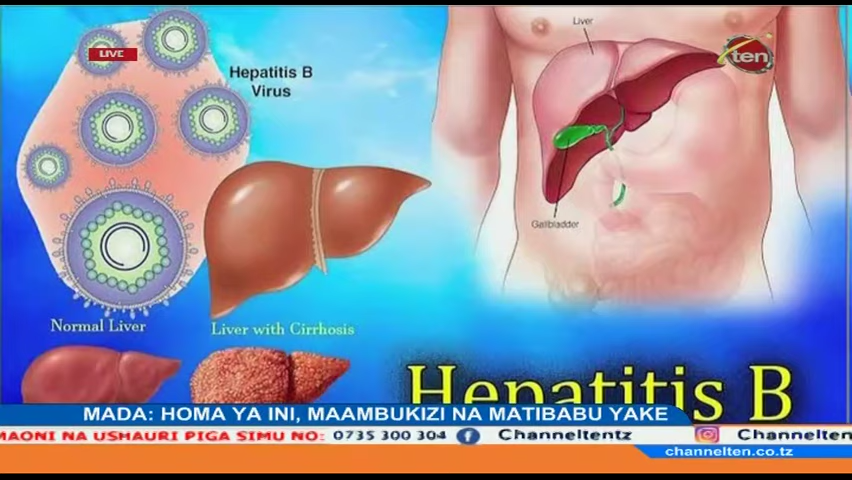 LIVE
ten
Hepatitis B
Virus
Liver
Gallbladder
Normal Liver
Liver with Cirrhosis
Hepatitis B
MADA: HOMA YA INI, MAAMBUKIZI NA MATIBABU YAKE
MAONI NA USHAURI PIGA SIMU NO: 0735 300 304 Channeltentz Channelten
channelten.co.tz